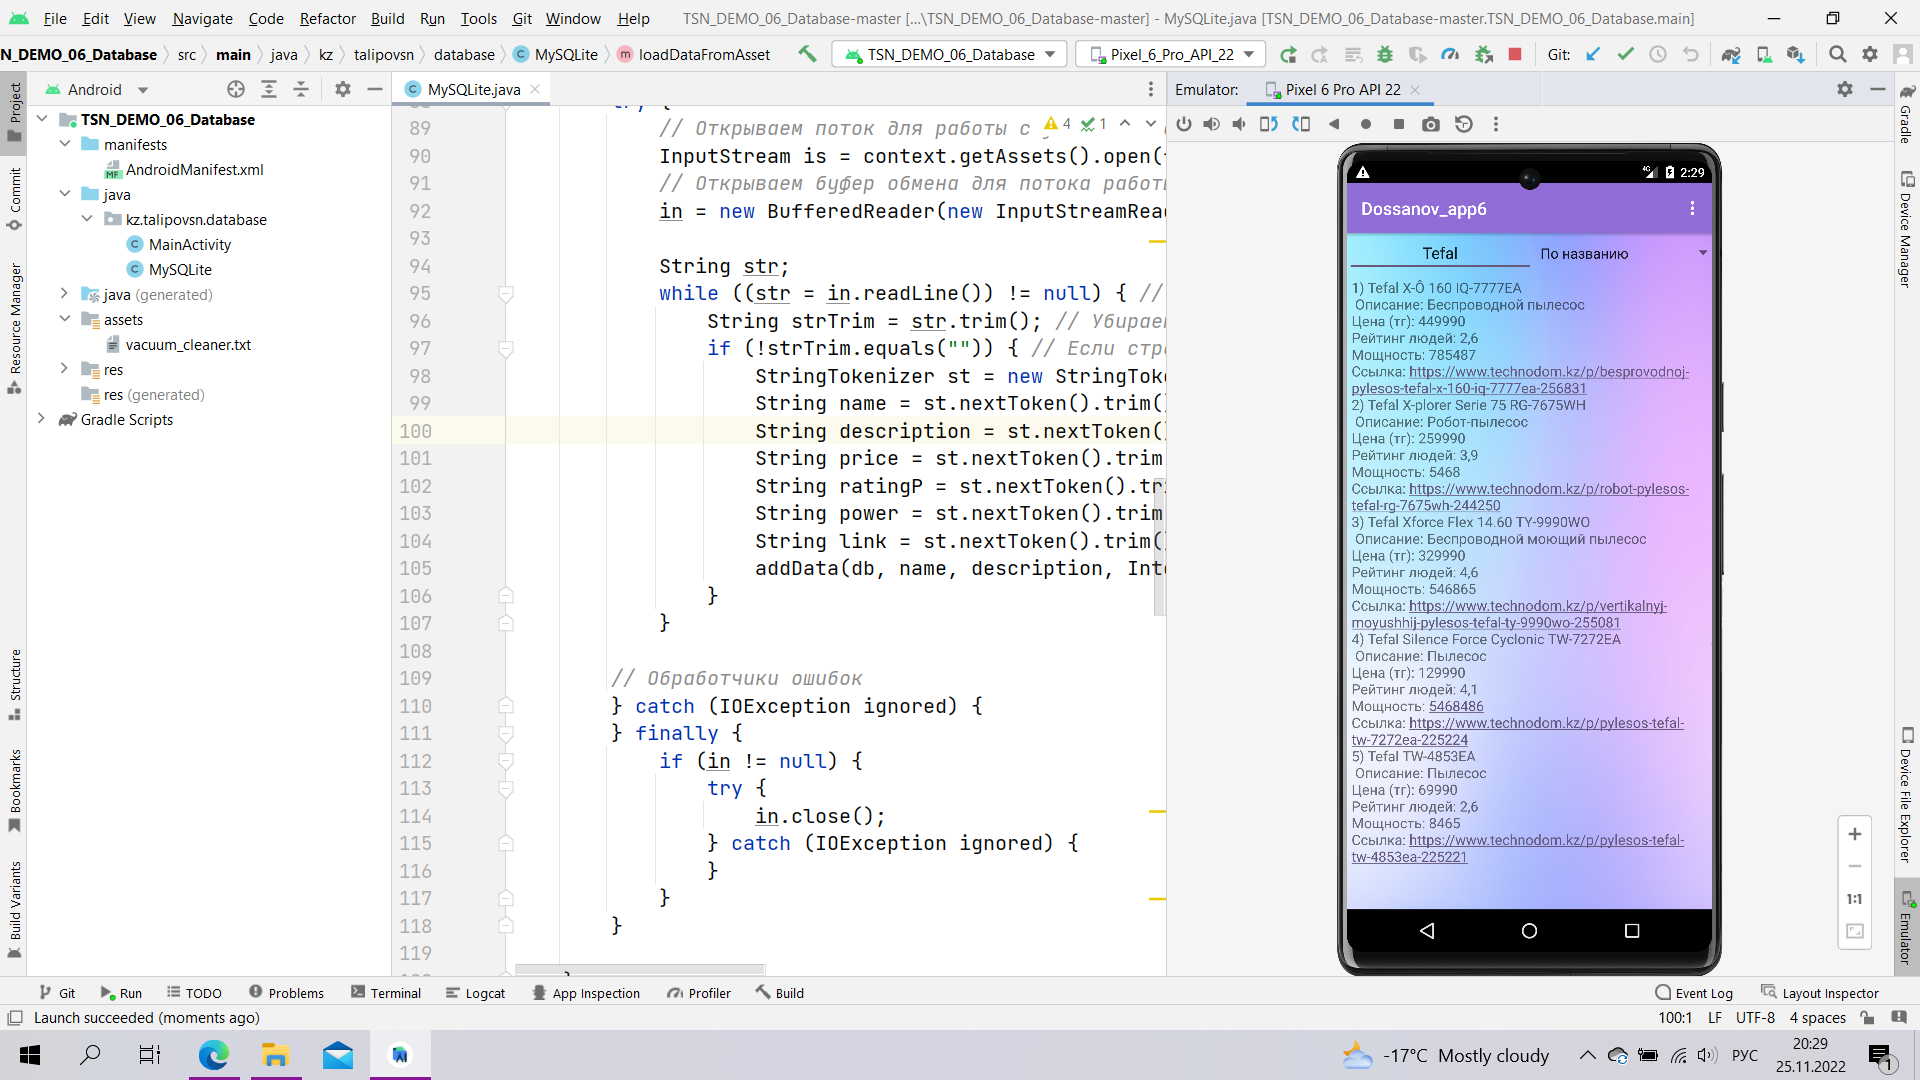 File Edit View Navigate Code Refactor Build Run Tools Git Window Help TSN_DEMO_06_Database-master [...\TSN_DEMO_06_Database-master] - MySQLite.java [TSN_DEMO_06_Database-master.TSN_DEMO_06_Database.main]
N_DEMO_06_Database src main java kz talipovsn database MySQLite loadDataFromAsset TSN_DEMO_06_Database Pixel_6_Pro_API_22 Git:
Project
Commit
Resource Manager
Structure
Bookmarks
Build Variants
Android
TSN_DEMO_06_Database
manifests
AndroidManifest.xml
java
kz.talipovsn.database
MainActivity
MySQLite
java (generated)
assets
vacuum_cleaner.txt
res
res (generated)
Gradle Scripts
MySQLite.java
4 1
89 // Открываем поток для работы с
90 InputStream is = context.getAssets().open(
91 // Открываем буфер обмена для потока работы
92 in = new BufferedReader(new InputStreamRea
93
94 String str;
95 while ((str = in.readLine()) != null) { //
96 String strTrim = str.trim(); // Убирае
97 if (!strTrim.equals("")) { // Если стр
98 StringTokenizer st = new StringTok
99 String name = st.nextToken().trim(
100 String description = st.nextToken(
101 String price = st.nextToken().trim
102 String ratingP = st.nextToken().tri
103 String power = st.nextToken().trim
104 String link = st.nextToken().trim(
105 addData(db, name, description, Int
106 }
107 }
108
109 // Обработчики ошибок
110 } catch (IOException ignored) {
111 } finally {
112 if (in != null) {
113 try {
114 in.close();
115 } catch (IOException ignored) {
116 }
117 }
118 }
119
Emulator: Pixel 6 Pro API 22
4G 2:29
Dossanov_app6
Tefal По названию
1) Tefal X-Ô 160 IQ-7777EA
Описание: Беспроводной пылесос
Цена (тг): 449990
Рейтинг людей: 2,6
Мощность: 785487
Ссылка: https://www.technodom.kz/p/besprovodnoj-
pylesos-tefal-x-160-iq-7777ea-256831
2) Tefal X-plorer Serie 75 RG-7675WH
Описание: Робот-пылесос
Цена (тг): 259990
Рейтинг людей: 3,9
Мощность: 5468
Ссылка: https://www.technodom.kz/p/robot-pylesos-
tefal-rg-7675wh-244250
3) Tefal Xforce Flex 14.60 TY-9990WO
Описание: Беспроводной моющий пылесос
Цена (тг): 329990
Рейтинг людей: 4,6
Мощность: 546865
Ссылка: https://www.technodom.kz/p/vertikalnyj-
moyushhij-pylesos-tefal-ty-9990wo-255081
4) Tefal Silence Force Cyclonic TW-7272EA
Описание: Пылесос
Цена (тг): 129990
Рейтинг людей: 4,1
Мощность: 5468486
Ссылка: https://www.technodom.kz/p/pylesos-tefal-
tw-7272ea-225224
5) Tefal TW-4853EA
Описание: Пылесос
Цена (тг): 69990
Рейтинг людей: 2,6
Мощность: 8465
Ссылка: https://www.technodom.kz/p/pylesos-tefal-
tw-4853ea-225221
1:1
Gradle
Device Manager
Device File Explorer
Emulator
Git Run TODO Problems Terminal Logcat App Inspection Profiler Build Event Log Layout Inspector
Launch succeeded (moments ago) 100:1 LF UTF-8 4 spaces
-17°C Mostly cloudy РУС 20:29
25.11.2022
1